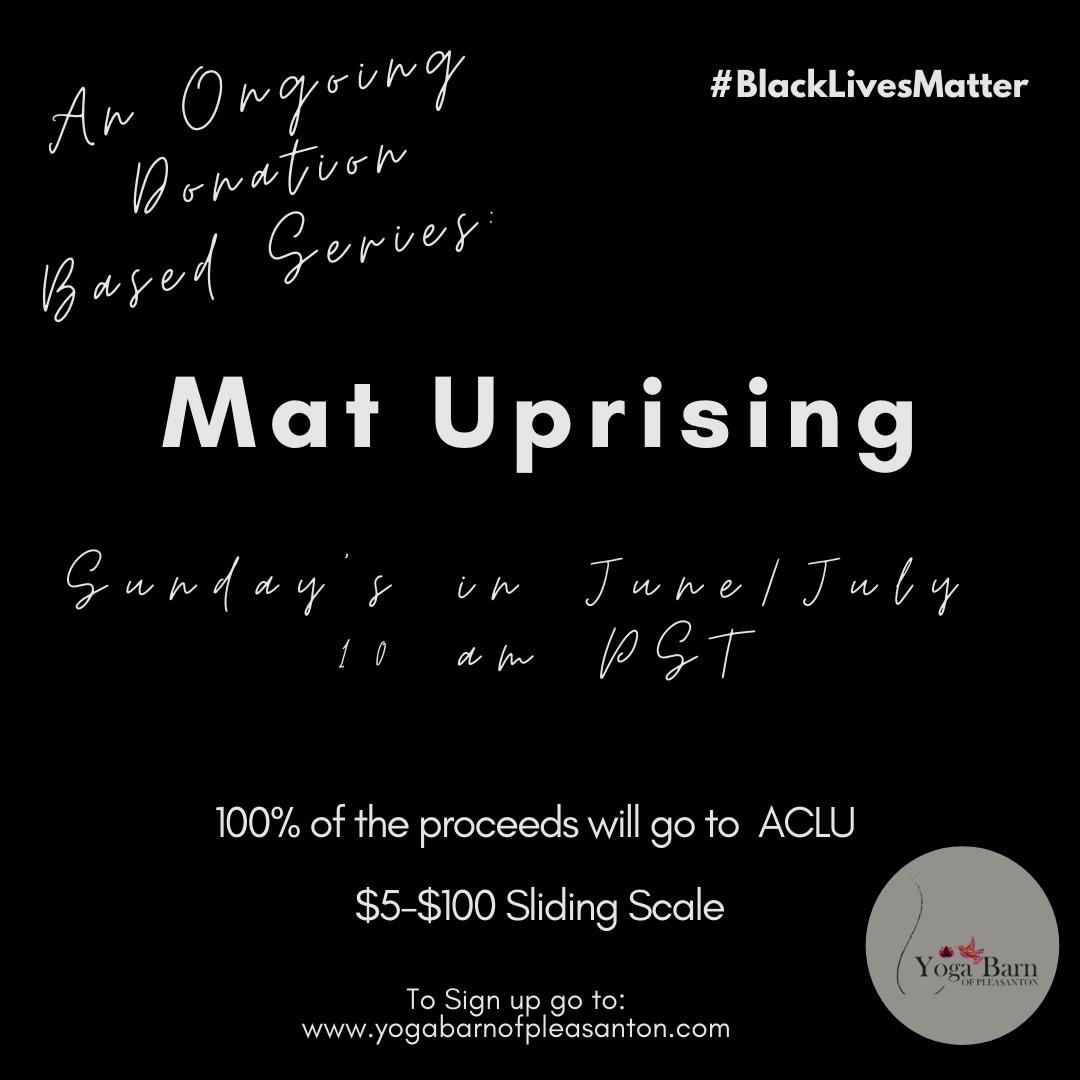 An Ongoing
Donation
Based Series:
#BlackLivesMatter
Mat Uprising
Sunday's in June/July
10 am PST
100% of the proceeds will go to ACLU
$5-$100 Sliding Scale
To Sign up go to:
www.yogabarnofpleasanton.com
Yoga Barn
OF PLEASANTON